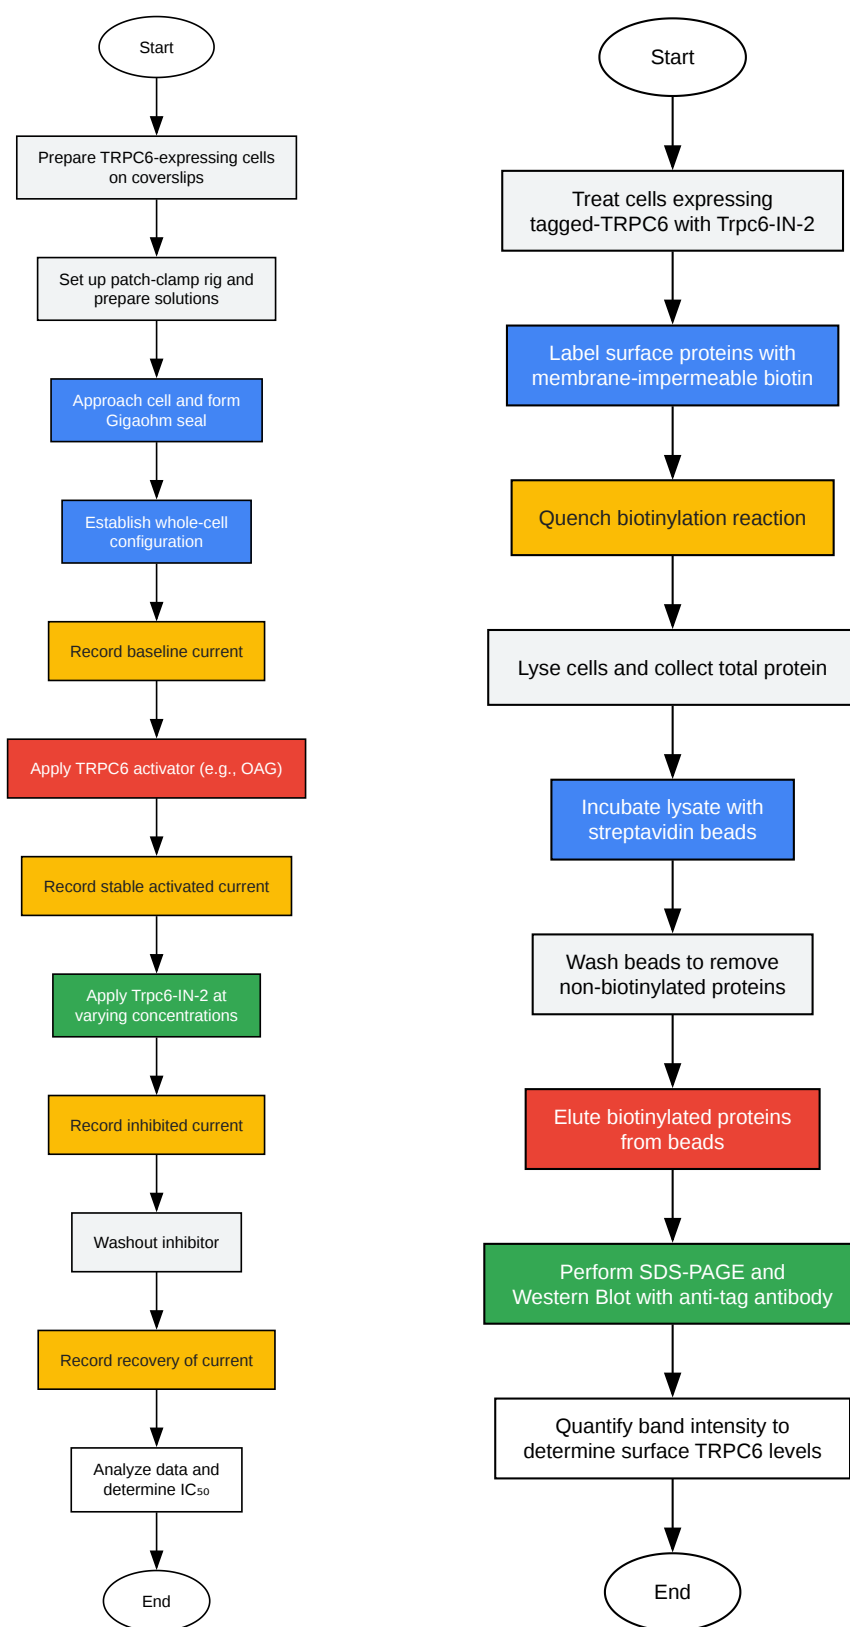 Start
Prepare TRPC6-expressing cells
on coverslips
Set up patch-clamp rig and
prepare solutions
Approach cell and form
Gigaohm seal
Establish whole-cell
configuration
Record baseline current
Apply TRPC6 activator (e.g., OAG)
Record stable activated current
Apply Trpc6-IN-2 at
varying concentrations
Record inhibited current
Washout inhibitor
Record recovery of current
Analyze data and
determine IC₅₀
End
Start
Treat cells expressing
tagged-TRPC6 with Trpc6-IN-2
Label surface proteins with
membrane-impermeable biotin
Quench biotinylation reaction
Lyse cells and collect total protein
Incubate lysate with
streptavidin beads
Wash beads to remove
non-biotinylated proteins
Elute biotinylated proteins
from beads
Perform SDS-PAGE and
Western Blot with anti-tag antibody
Quantify band intensity to
determine surface TRPC6 levels
End